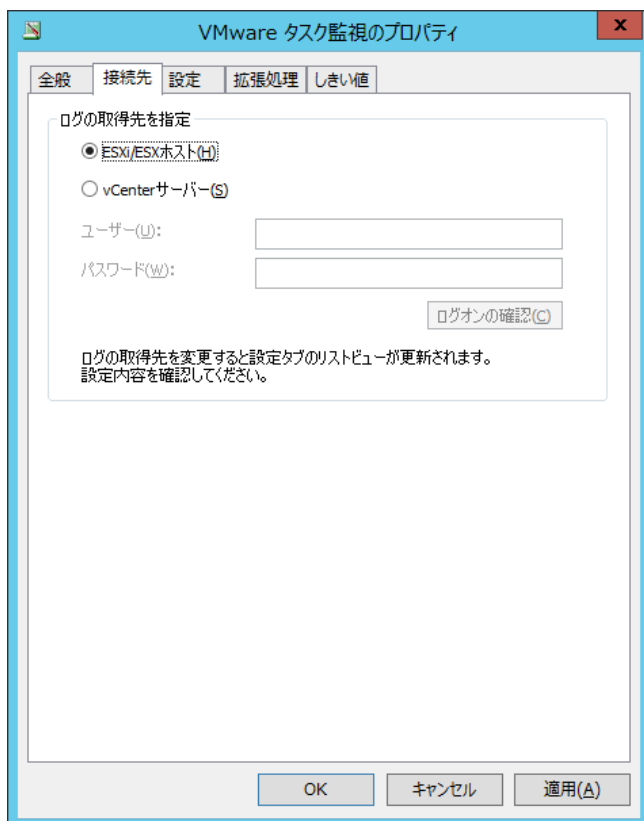 VMware タスク監視のプロパティ
x
全般 接続先 設定 拡張処理 しきい値
ログの取得先を指定
ESXi/ESXホスト(H)
vCenterサーバー(S)
ユーザー(U):
パスワード(W):
ログオンの確認(C)
ログの取得先を変更すると設定タブのリストビューが更新されます。
設定内容を確認してください。
OK キャンセル 適用(A)